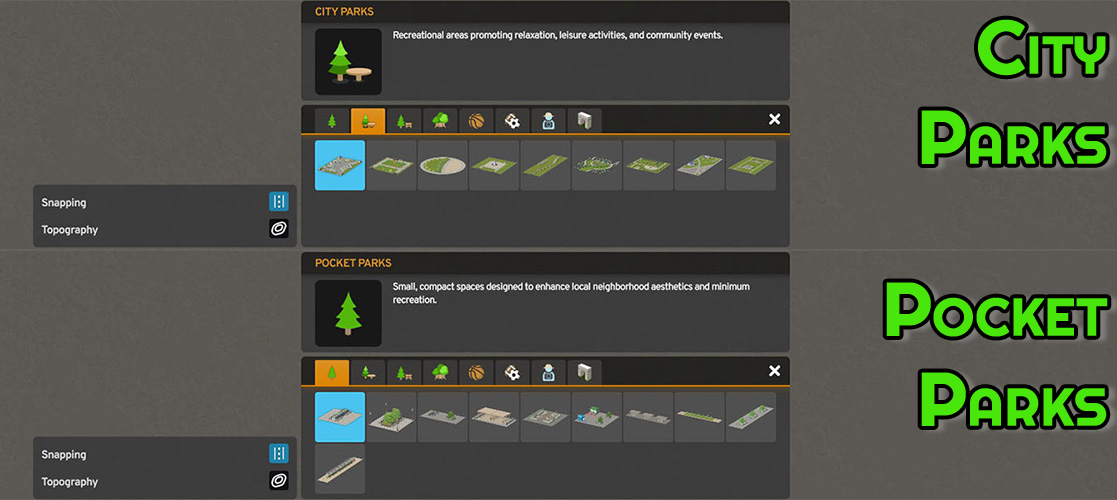 CITY PARKS
Recreational areas promoting relaxation, leisure activities, and community events.
Snapping
Topography
City
Parks
POCKET PARKS
Small, compact spaces designed to enhance local neighborhood aesthetics and minimum
recreation.
Snapping
Topography
Pocket
Parks